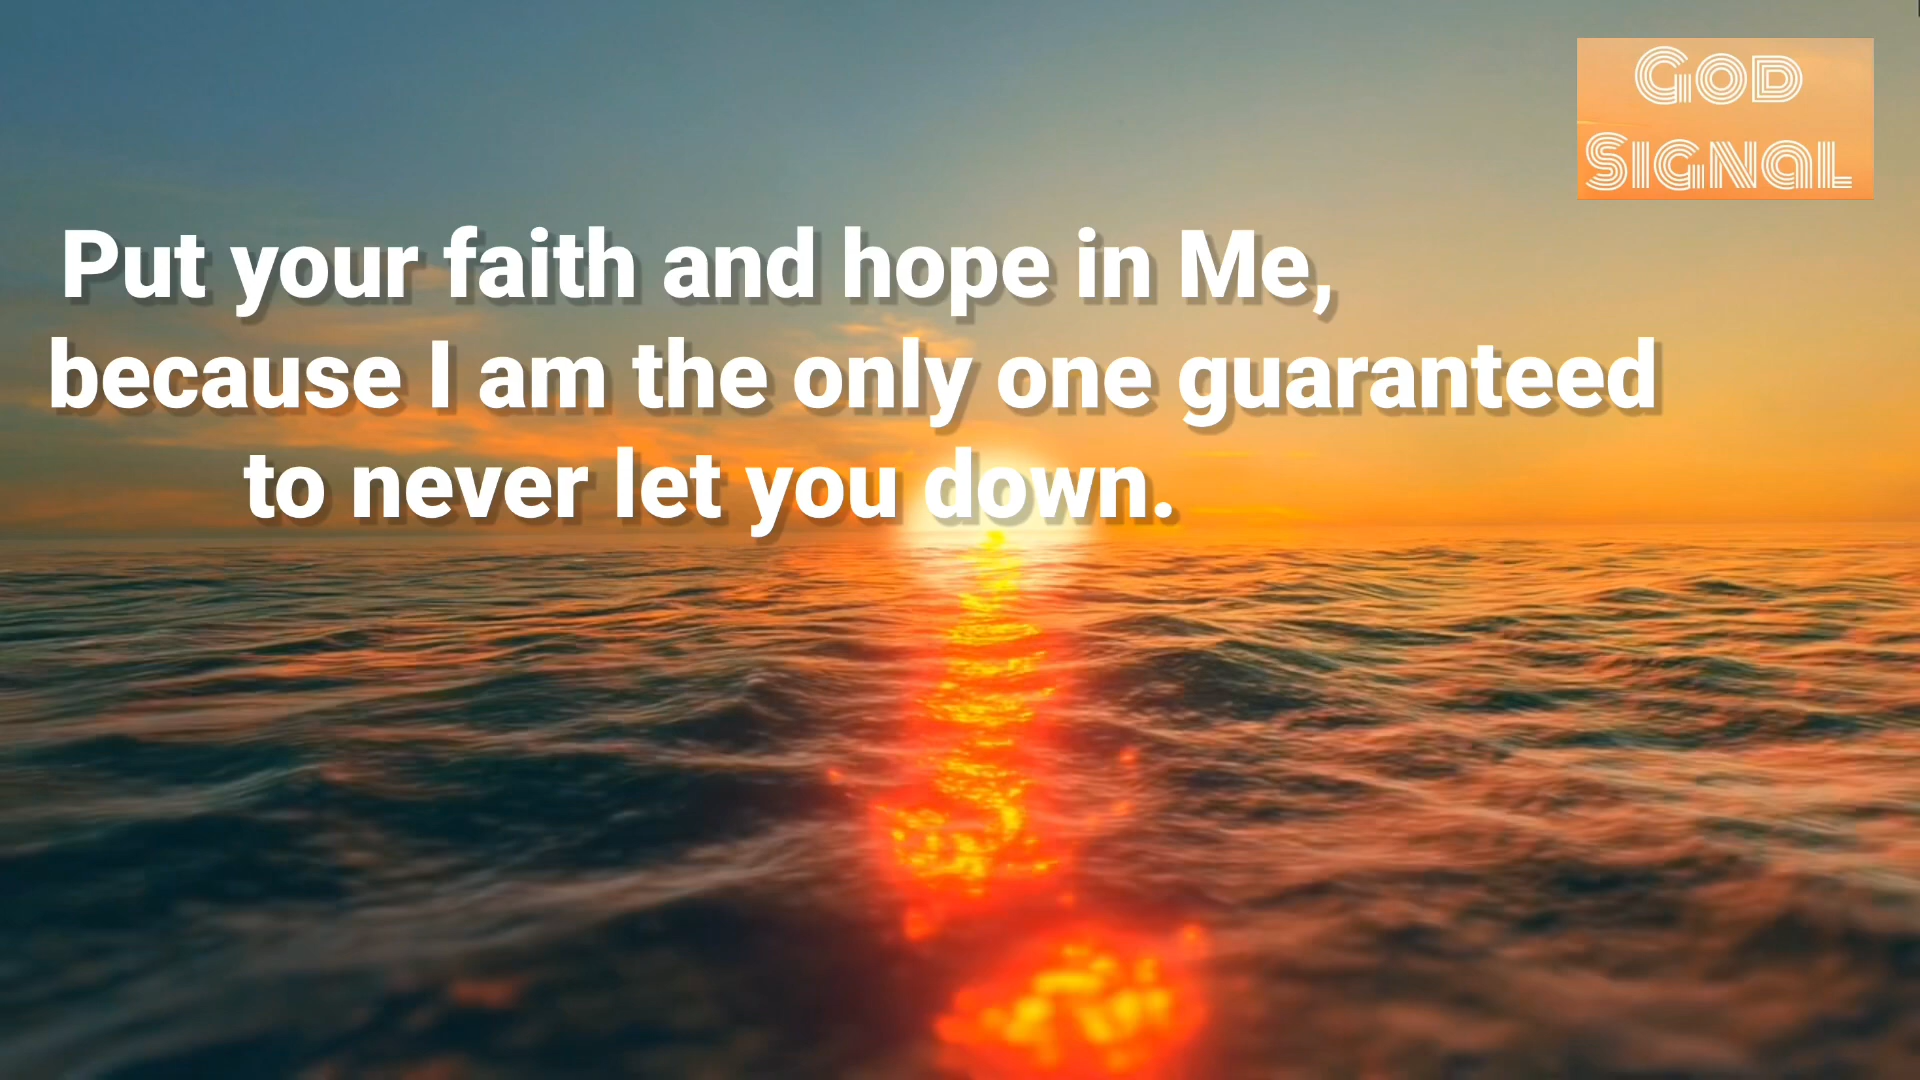 God
Signal
Put your faith and hope in Me,
because I am the only one guaranteed
to never let you down.